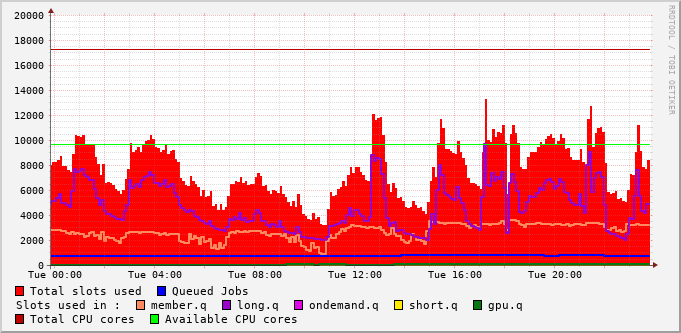 20000
18000
16000
14000
12000
10000
8000
6000
4000
2000
0
Tue 00:00 Tue 04:00 Tue 08:00 Tue 12:00 Tue 16:00 Tue 20:00
Total slots used Queued Jobs
Slots used in : member.q long.q ondemand.q short.q gpu.q
Total CPU cores Available CPU cores
RRDTOOL / TOBI OETIKER